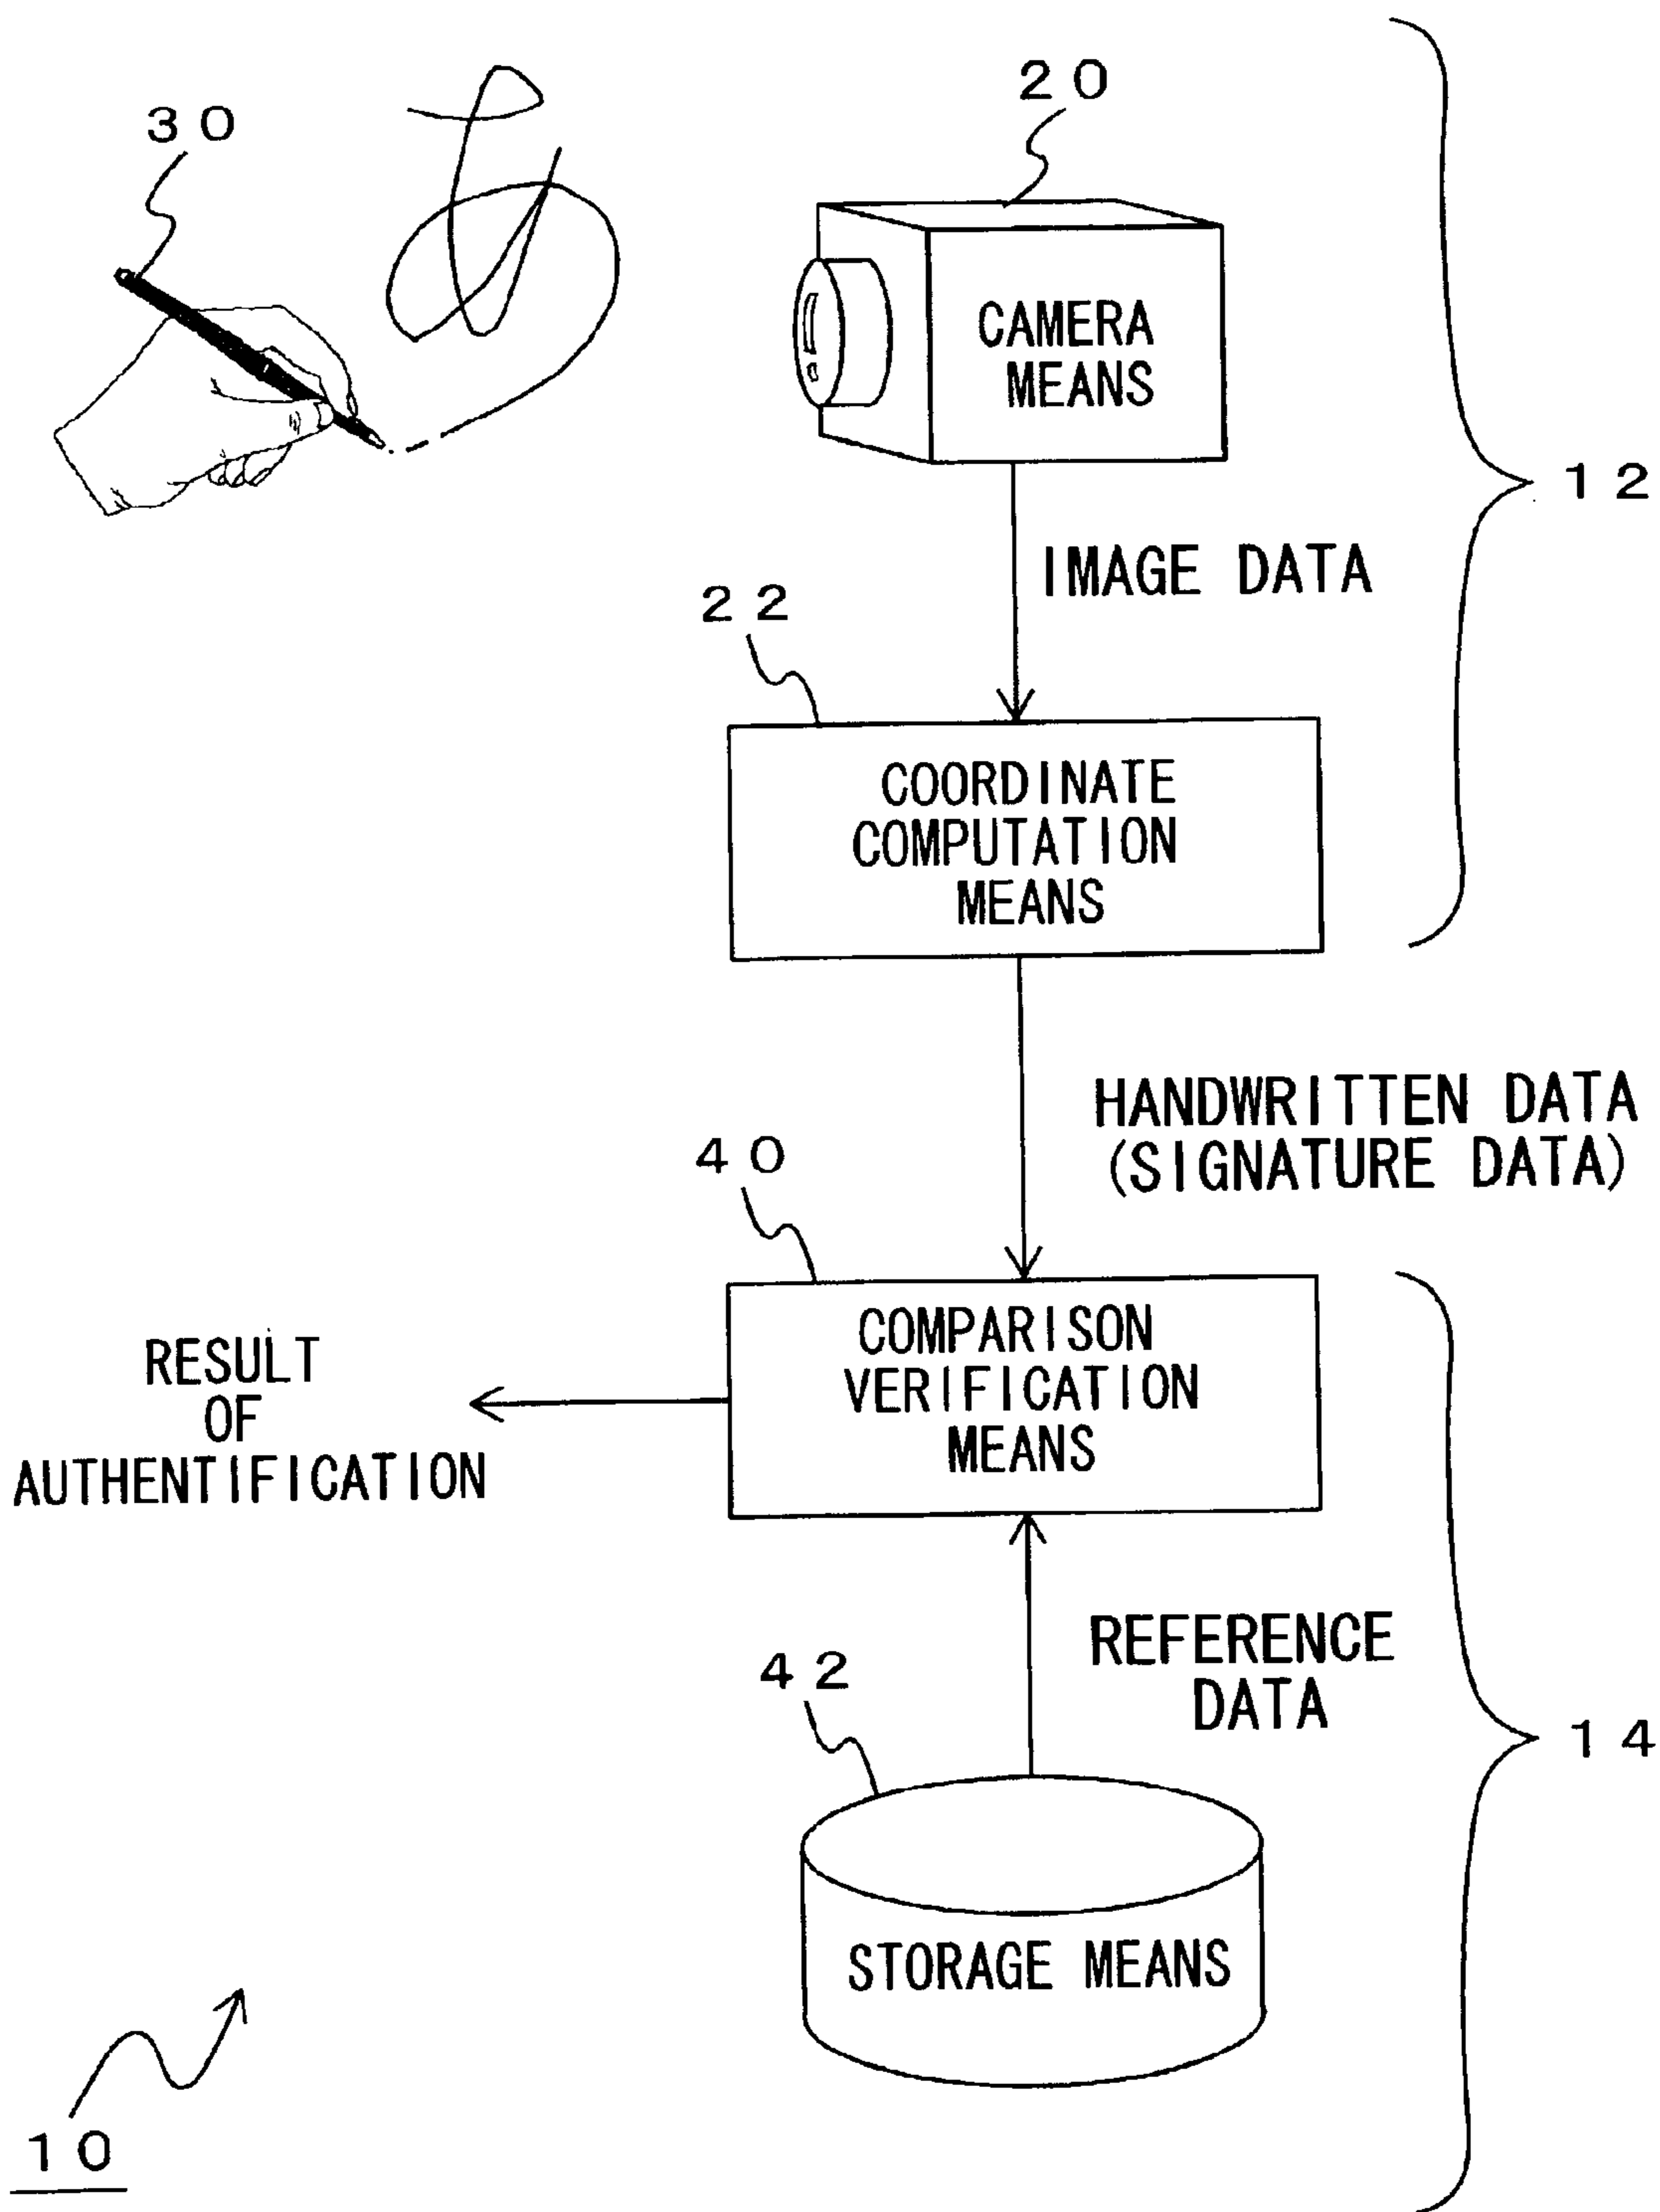 20
30
CAMERA
MEANS
12
IMAGE DATA
22
COORDINATE
COMPUTATION
MEANS
HANDWRITTEN DATA
(SIGNATURE DATA)
40
COMPARISON
VERIFICATION
MEANS
RESULT
OF
AUTHENTIFICATION
REFERENCE
DATA
42
14
STORAGE MEANS
10